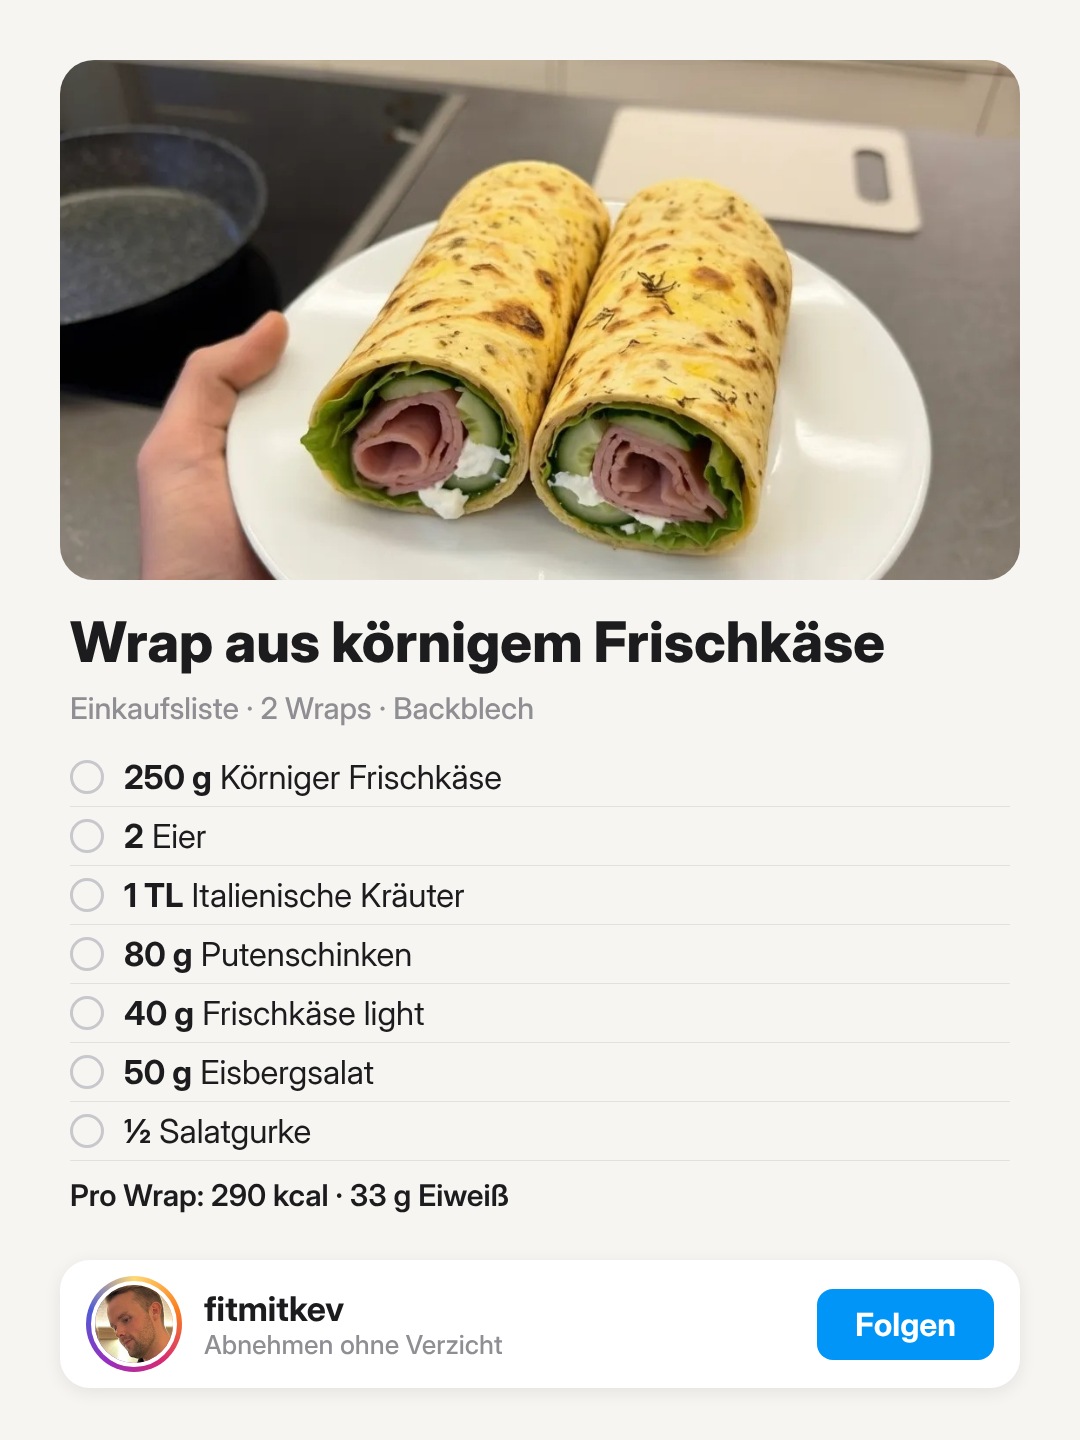 Wrap aus körnigem Frischkäse
Einkaufsliste · 2 Wraps · Backblech
250 g Körniger Frischkäse
2 Eier
1 TL Italienische Kräuter
80 g Putenschinken
40 g Frischkäse light
50 g Eisbergsalat
½ Salatgurke
Pro Wrap: 290 kcal · 33 g Eiweiß
fitmitkev
Abnehmen ohne Verzicht
Folgen